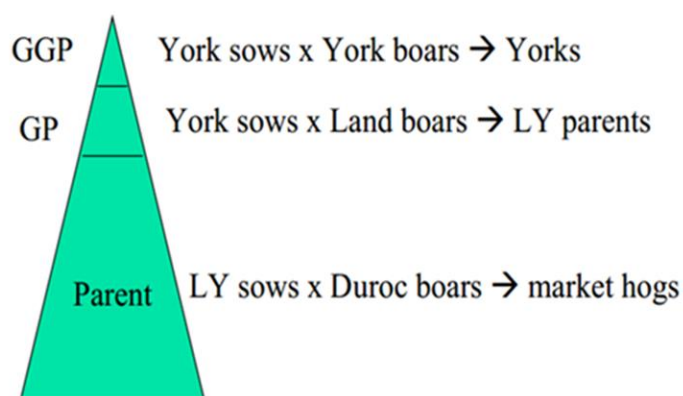 GGP York sows x York boars → Yorks
GP York sows x Land boars → LY parents
Parent LY sows x Duroc boars → market hogs